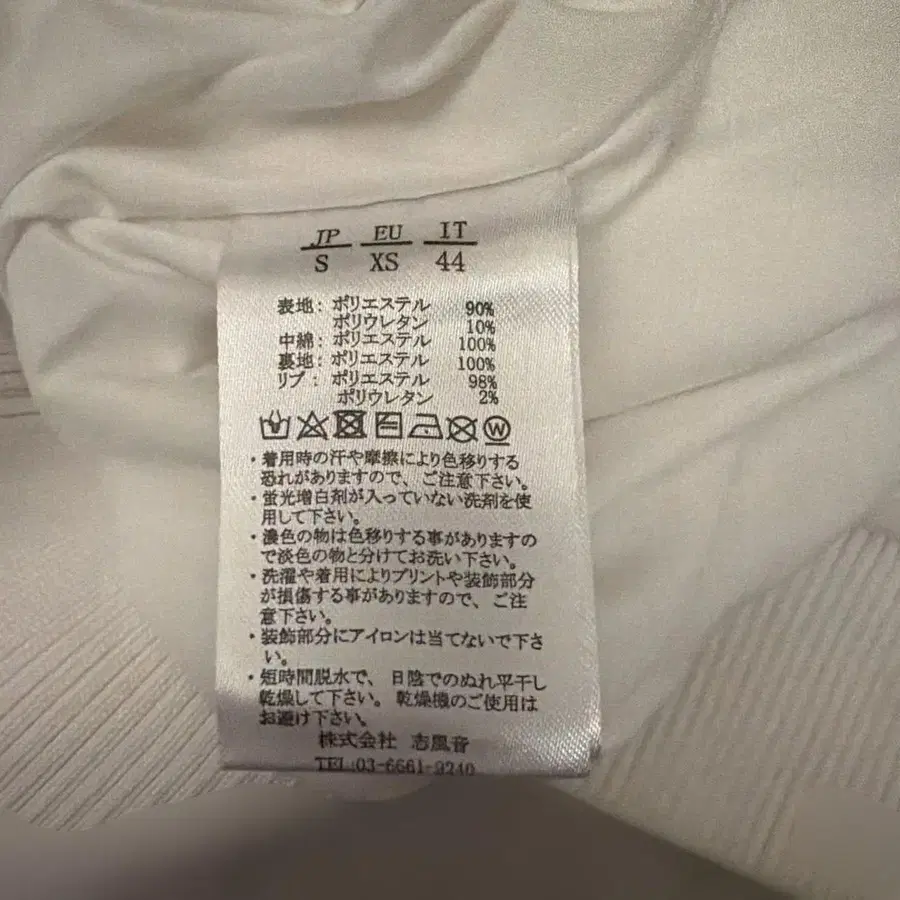 JP EU IT
S XS 44
表地: ポリエステル 90%
ポリウレタン 10%
中綿: ポリエステル 100%
裏地: ポリエステル 100%
リブ: ポリエステル 98%
ポリウレタン 2%
W
・着用時の汗や摩擦により色移りする
恐れがありますので、ご注意下さい。
・蛍光増白剤が入っていない洗剤を使
用して下さい。
・濃色の物は色移りする事がありますの
で淡色の物と分けてお洗い下さい。
・洗濯や着用によりプリントや装飾部分
が損傷する事がありますので、ご注
意下さい。
・装飾部分にアイロンは当てないで下さ
い。
・短時間脱水で、日陰でのぬれ平干し
乾燥して下さい。乾燥機のご使用は
お避け下さい。
株式会社 志風音
TEL:03-6661-9240